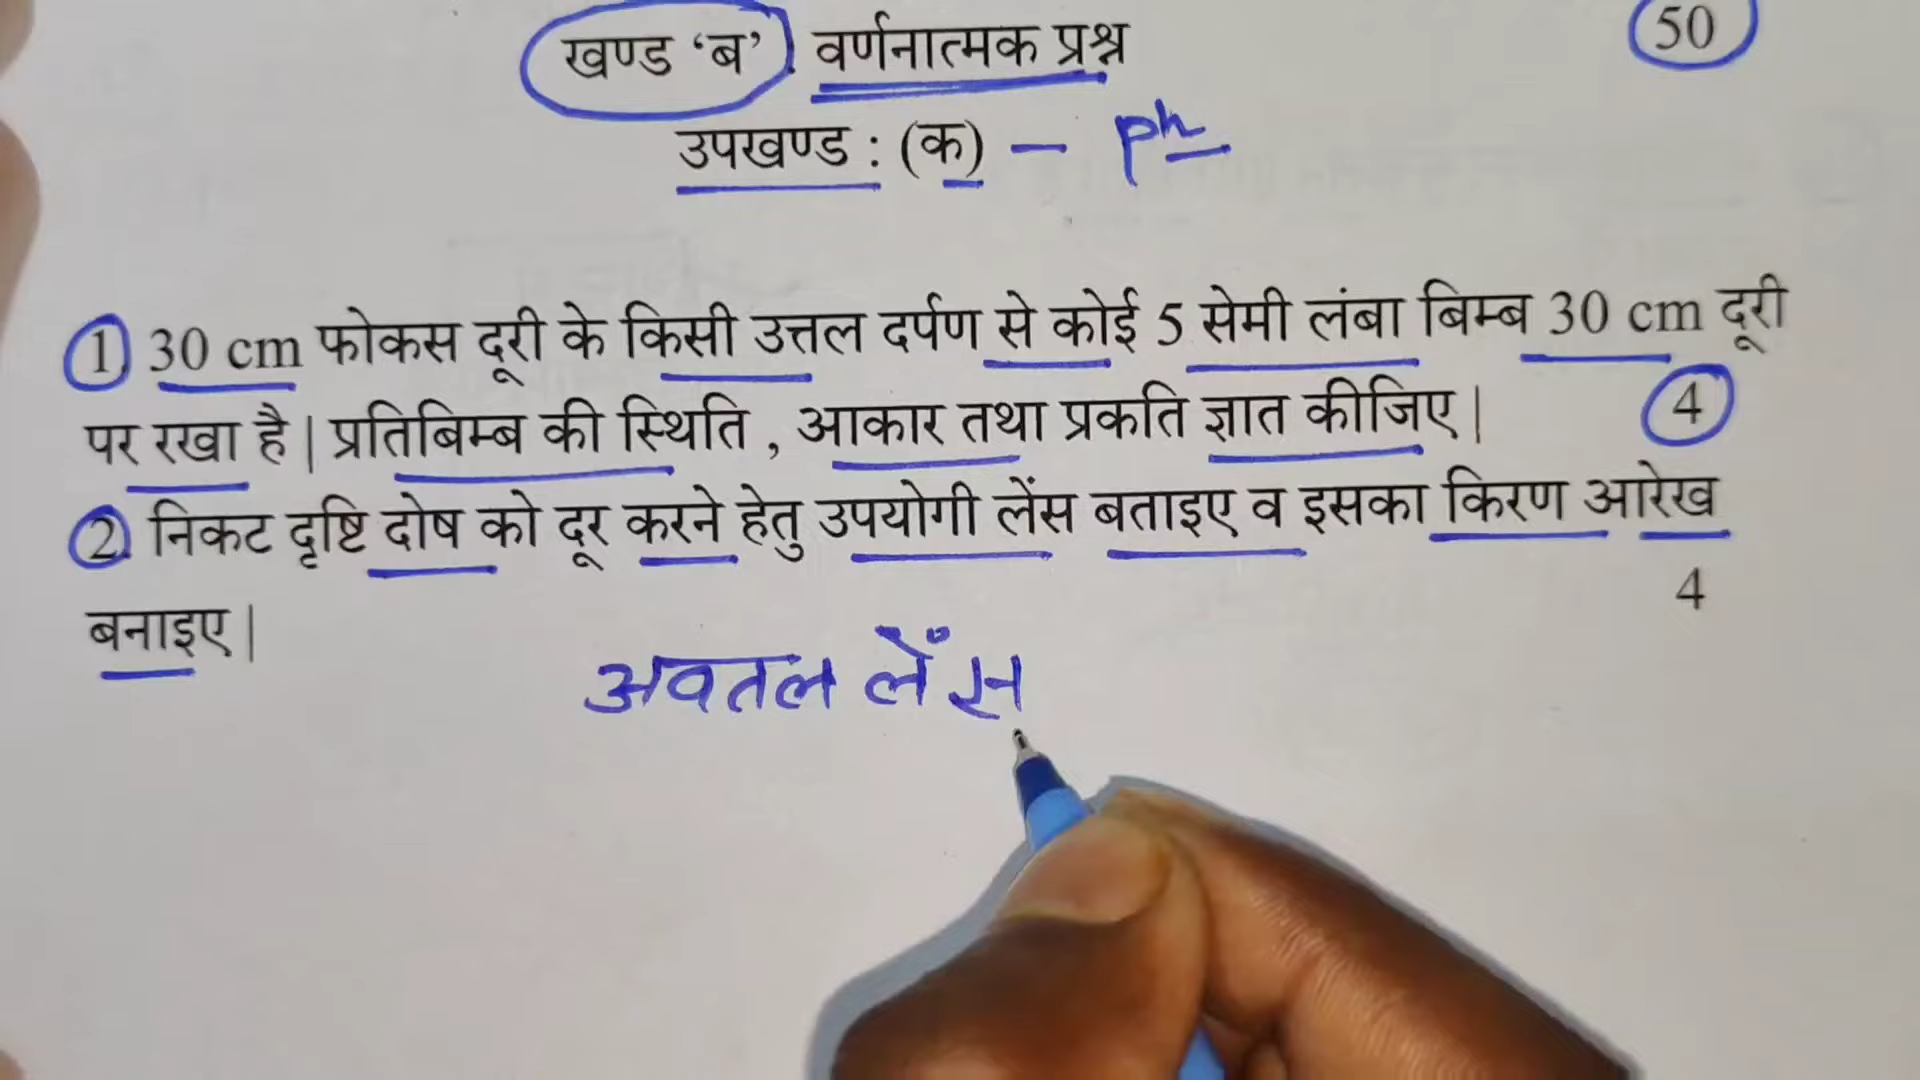 खण्ड ‘ब’ : वर्णनात्मक प्रश्न 50
उपखण्ड : (क) – ph
1. 30 cm फोकस दूरी के किसी उत्तल दर्पण से कोई 5 सेमी लंबा बिम्ब 30 cm दूरी
पर रखा है | प्रतिबिम्ब की स्थिति , आकार तथा प्रकति ज्ञात कीजिए | 4
2. निकट दृष्टि दोष को दूर करने हेतु उपयोगी लेंस बताइए व इसका किरण आरेख
बनाइए | 4
अवतल लेंस